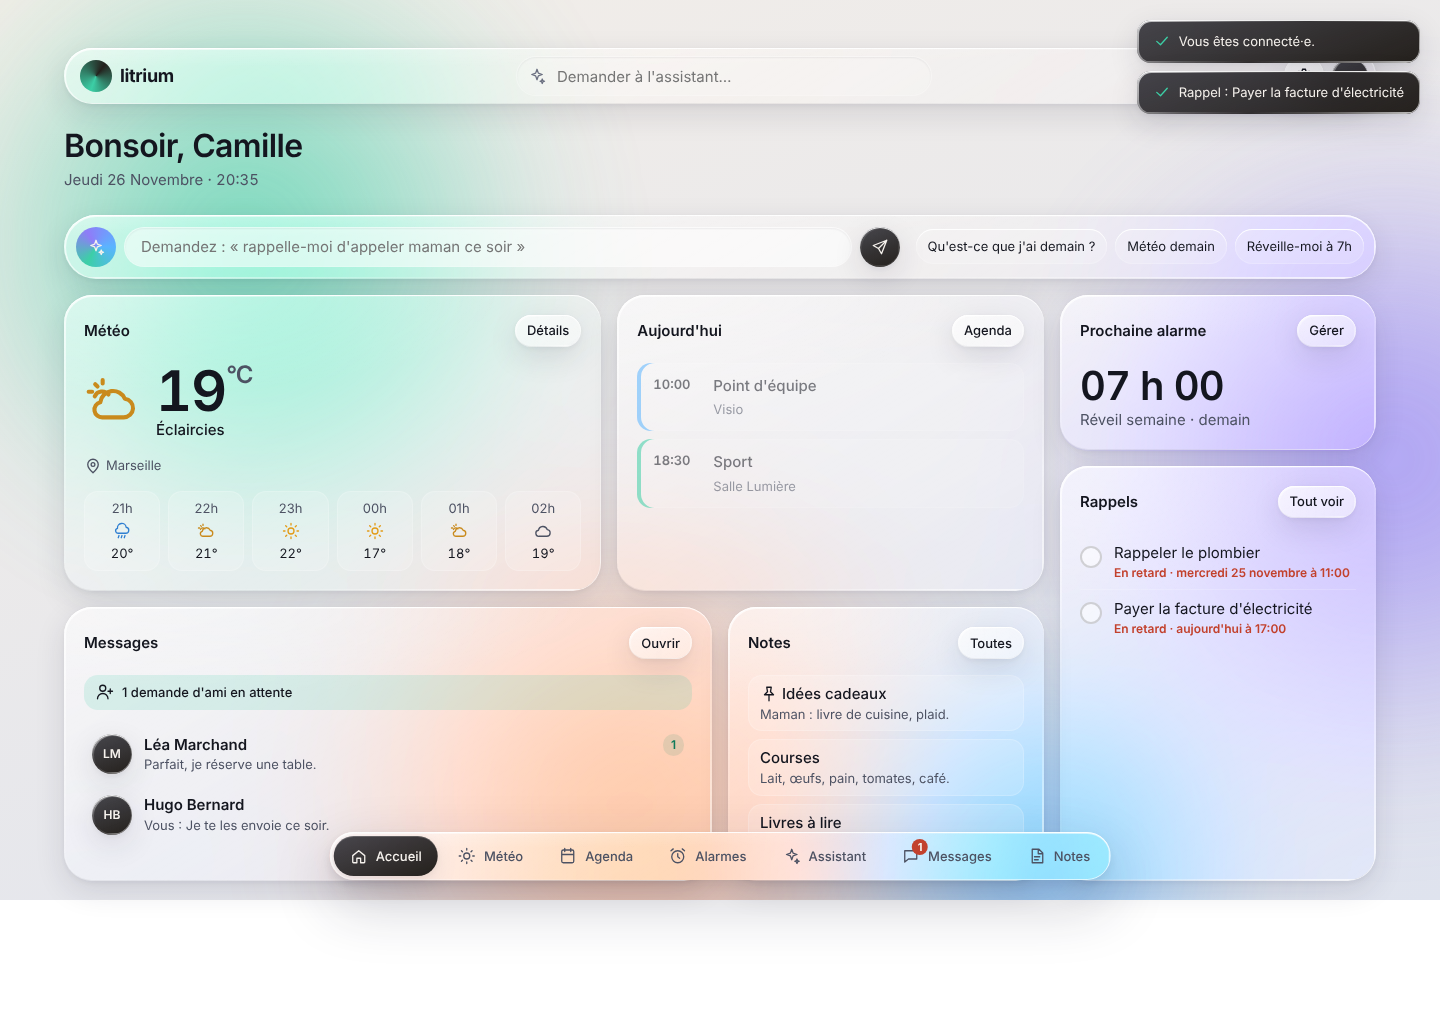 litrium
Demander à l'assistant...
Vous êtes connecté·e.
Rappel : Payer la facture d'électricité
Bonsoir, Camille
Jeudi 26 Novembre · 20:35
Demandez : « rappelle-moi d'appeler maman ce soir »
Qu'est-ce que j'ai demain ?
Météo demain
Réveille-moi à 7h
Météo
Détails
19°C
Éclaircies
Marseille
21h 22h 23h 00h 01h 02h
20° 21° 22° 17° 18° 19°
Aujourd'hui
Agenda
10:00 Point d'équipe
Visio
18:30 Sport
Salle Lumière
Prochaine alarme
Gérer
07 h 00
Réveil semaine · demain
Rappels
Tout voir
Rappeler le plombier
En retard · mercredi 25 novembre à 11:00
Payer la facture d'électricité
En retard · aujourd'hui à 17:00
Messages
Ouvrir
1 demande d'ami en attente
LM
Léa Marchand
1
Parfait, je réserve une table.
HB
Hugo Bernard
Vous : Je te les envoie ce soir.
Notes
Toutes
Idées cadeaux
Maman : livre de cuisine, plaid.
Courses
Lait, œufs, pain, tomates, café.
Livres à lire
Accueil
Météo
Agenda
Alarmes
Assistant
1
Messages
Notes